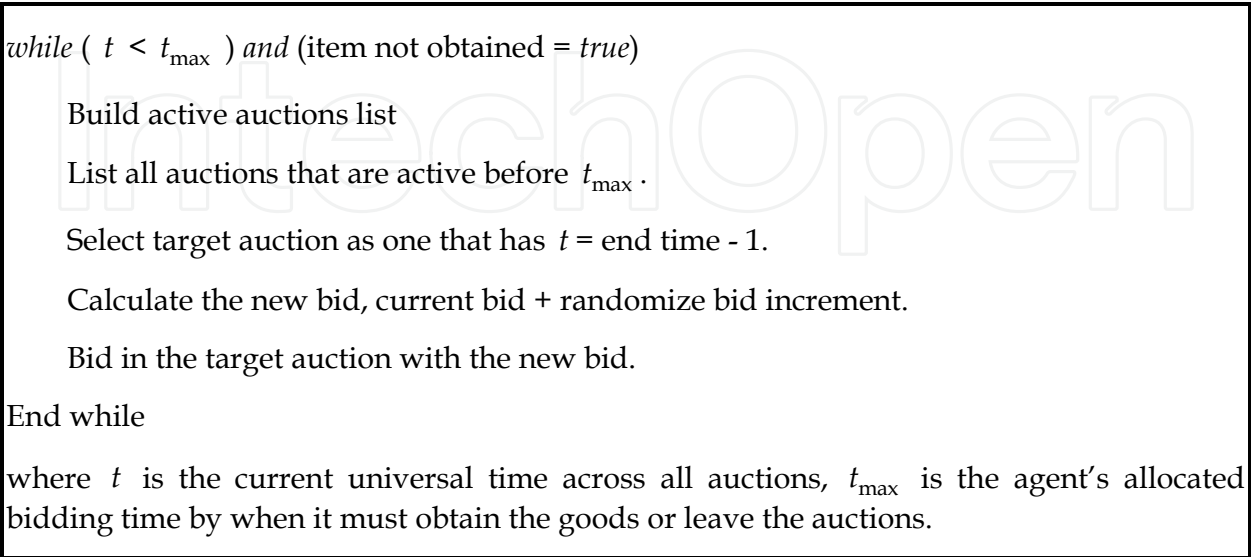 while ( t < tmax ) and (item not obtained = true)
Build active auctions list
List all auctions that are active before tmax .
Select target auction as one that has t = end time - 1.
Calculate the new bid, current bid + randomize bid increment.
Bid in the target auction with the new bid.
End while
where t is the current universal time across all auctions, tmax is the agent's allocated
bidding time by when it must obtain the goods or leave the auctions.
IntechOpen